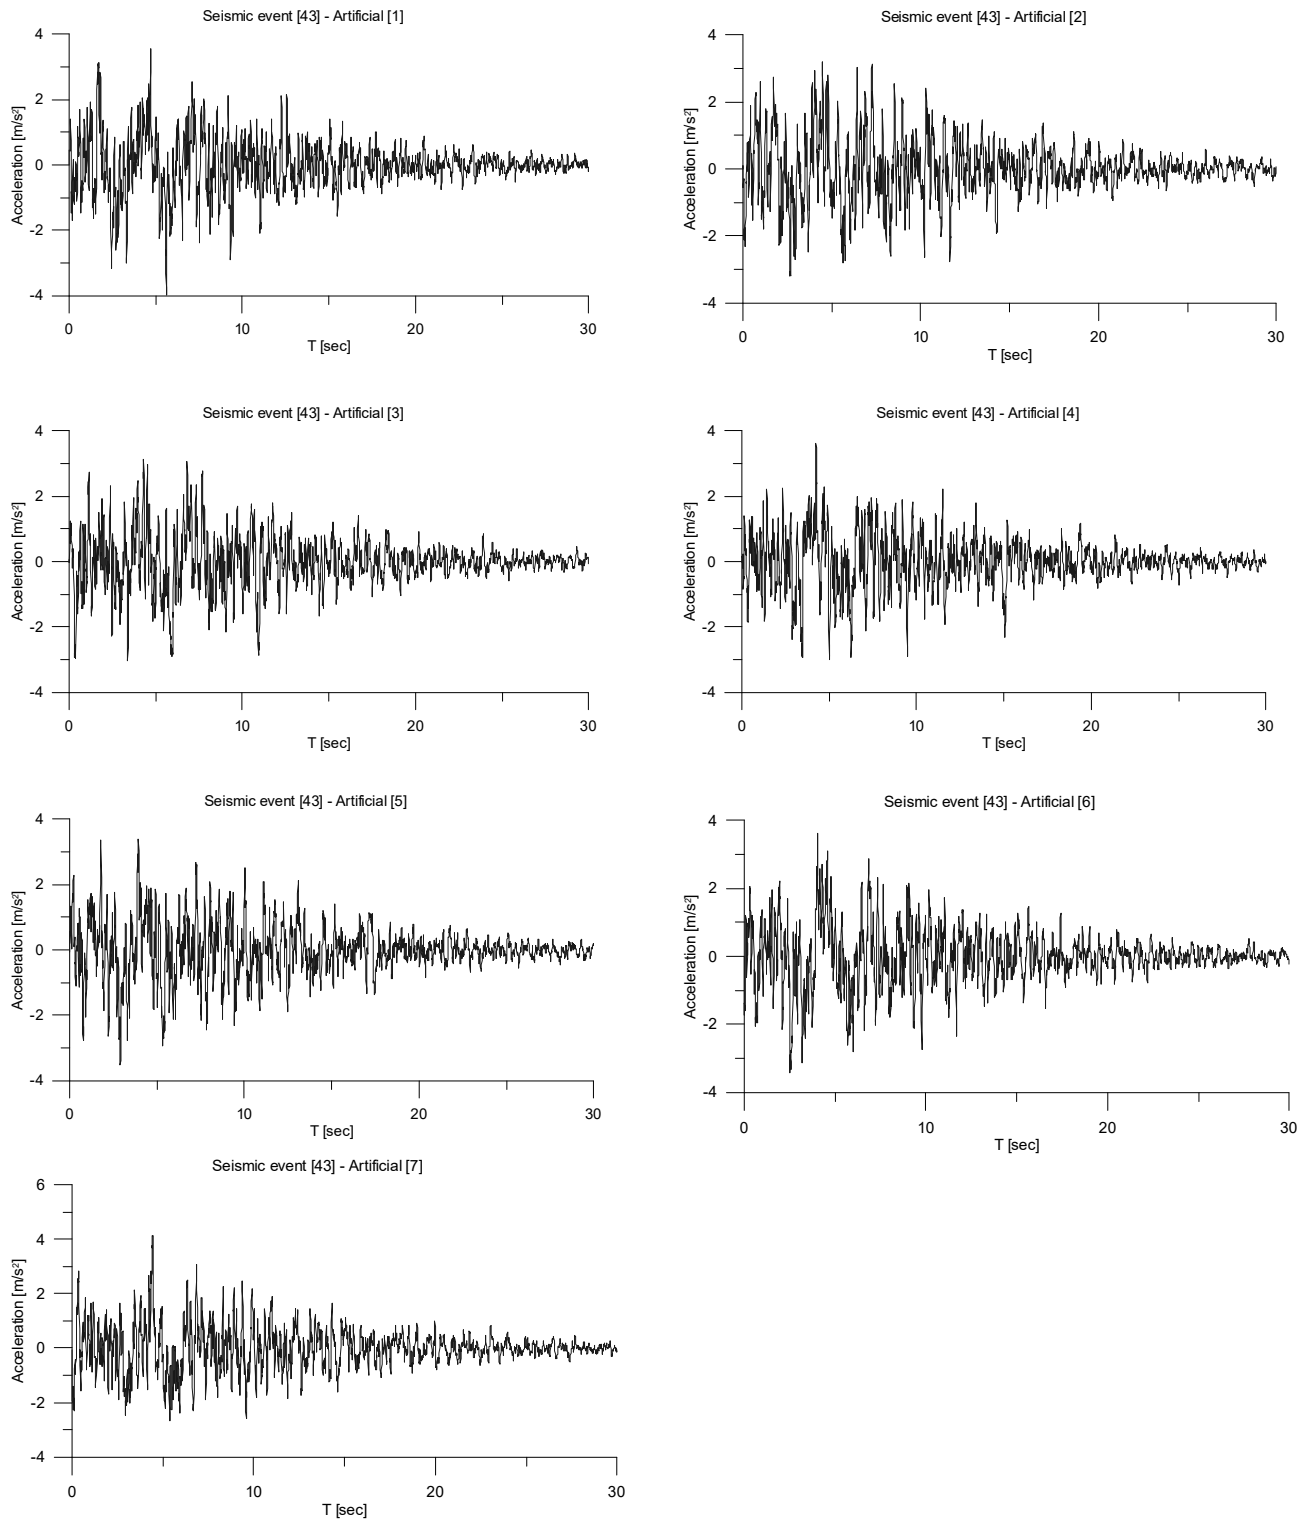 Seismic event [43] - Artificial [1]
4
2
0
-2
-4
Acceleration [m/s²]
0 10 20 30
T [sec]
Seismic event [43] - Artificial [2]
4
2
0
-2
-4
Acceleration [m/s²]
0 10 20 30
T [sec]
Seismic event [43] - Artificial [3]
4
2
0
-2
-4
Acceleration [m/s²]
0 10 20 30
T [sec]
Seismic event [43] - Artificial [4]
4
2
0
-2
-4
Acceleration [m/s²]
0 10 20 30
T [sec]
Seismic event [43] - Artificial [5]
4
2
0
-2
-4
Acceleration [m/s²]
0 10 20 30
T [sec]
Seismic event [43] - Artificial [6]
4
2
0
-2
-4
Acceleration [m/s²]
0 10 20 30
T [sec]
Seismic event [43] - Artificial [7]
6
4
2
0
-2
-4
Acceleration [m/s²]
0 10 20 30
T [sec]